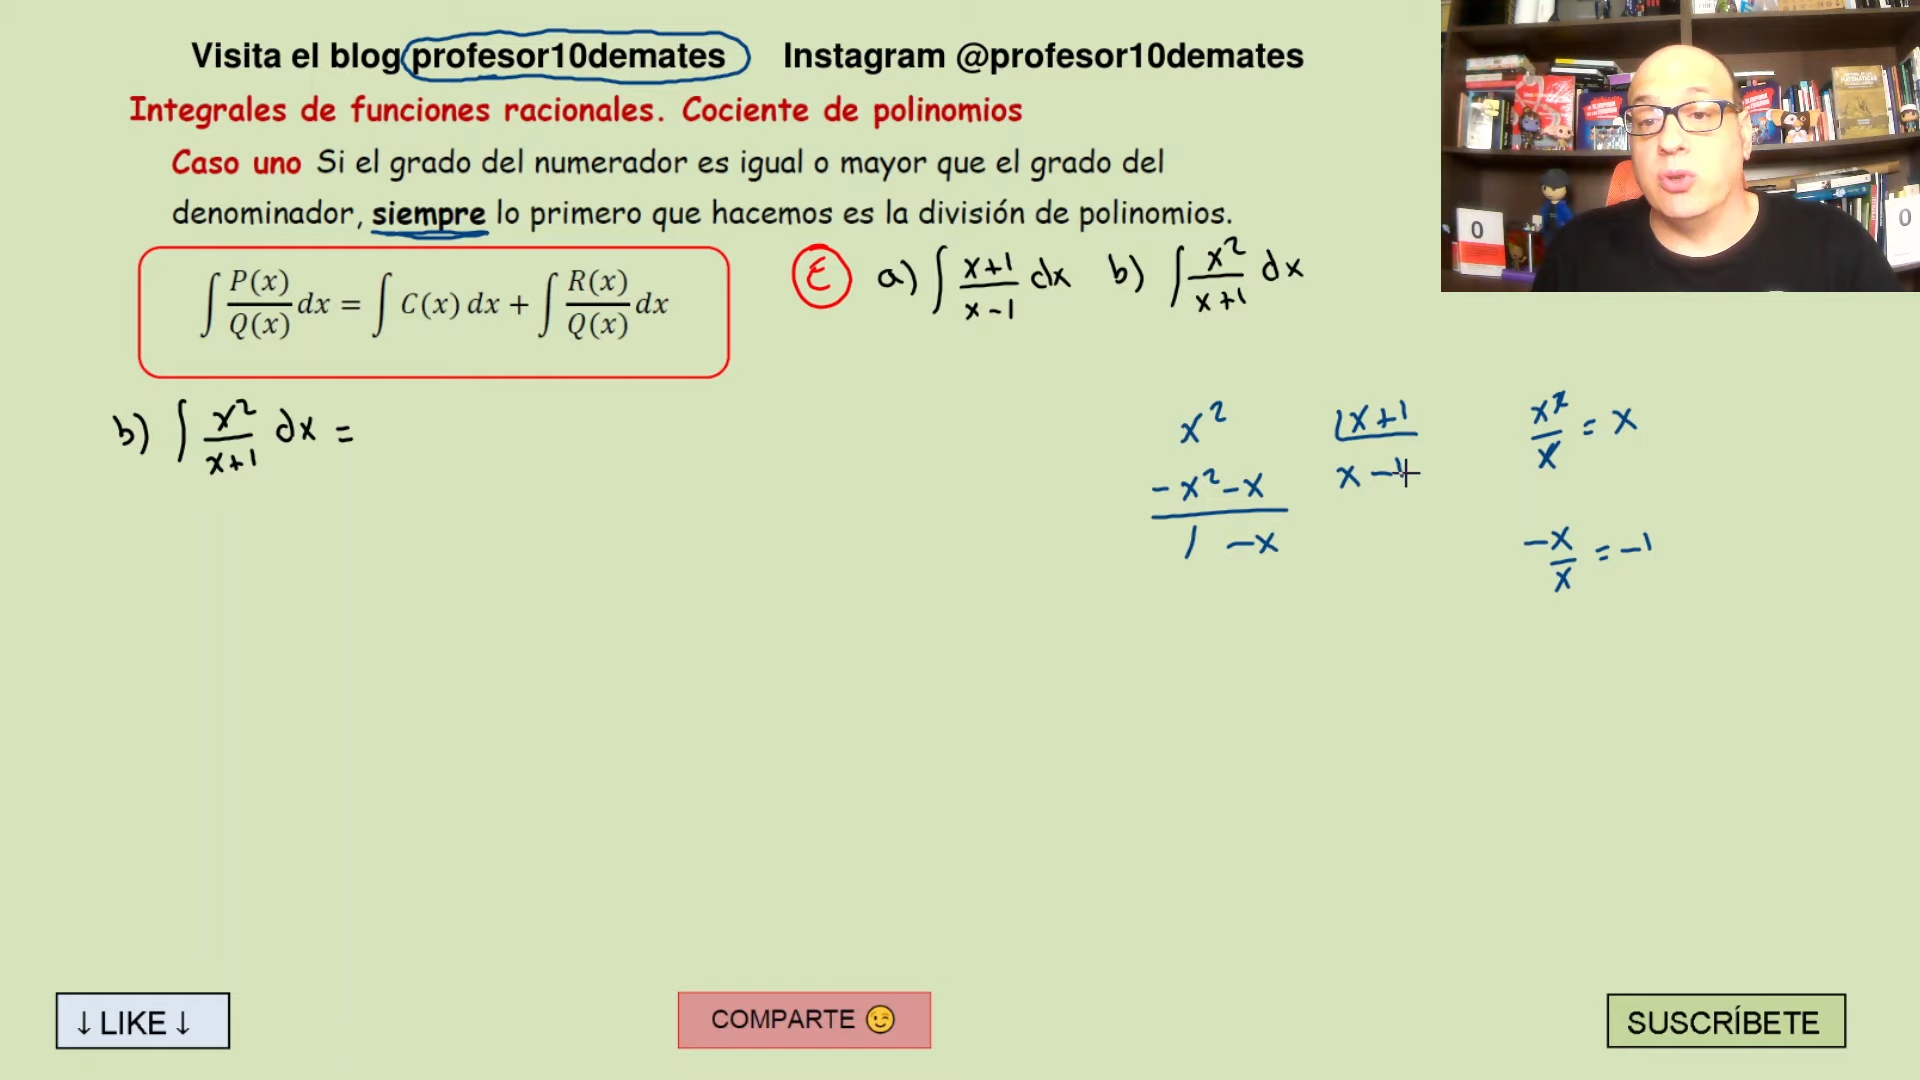 Visita el blog profesor10demates Instagram @profesor10demates
Integrales de funciones racionales. Cociente de polinomios
Caso uno Si el grado del numerador es igual o mayor que el grado del
denominador, siempre lo primero que hacemos es la división de polinomios.
∫ P(x)/Q(x) dx = ∫ C(x) dx + ∫ R(x)/Q(x) dx
E a) ∫ x+1/x-1 dx b) ∫ x²/x+1 dx
b) ∫ x²/x+1 dx =
x² x+1
-x²-x x-1
/ -x
x²/x = x
-x/x = -1
0
0
↓LIKE↓
COMPARTE 😉
SUSCRÍBETE